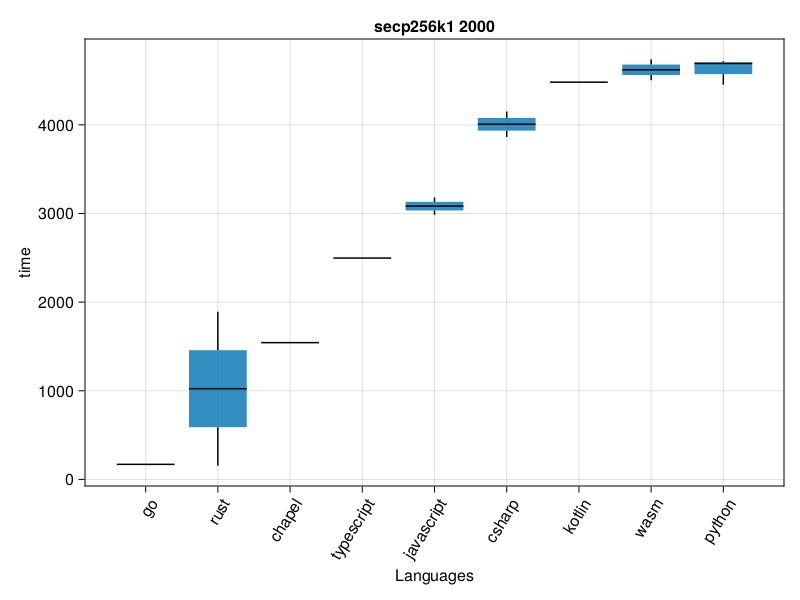 secp256k1 2000
time
4000
3000
2000
1000
0
go
rust
chapel
typescript
javascript
csharp
kotlin
wasm
python
Languages